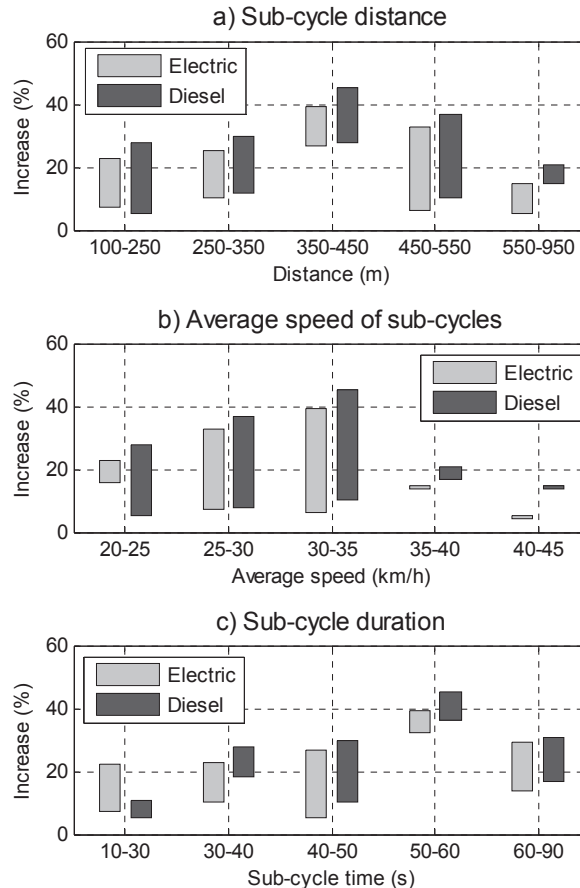 a) Sub-cycle distance
60
40
20
0
Increase (%)
Electric
Diesel
100-250 250-350 350-450 450-550 550-950
Distance (m)
b) Average speed of sub-cycles
60
40
20
0
Increase (%)
Electric
Diesel
20-25 25-30 30-35 35-40 40-45
Average speed (km/h)
c) Sub-cycle duration
60
40
20
0
Increase (%)
Electric
Diesel
10-30 30-40 40-50 50-60 60-90
Sub-cycle time (s)